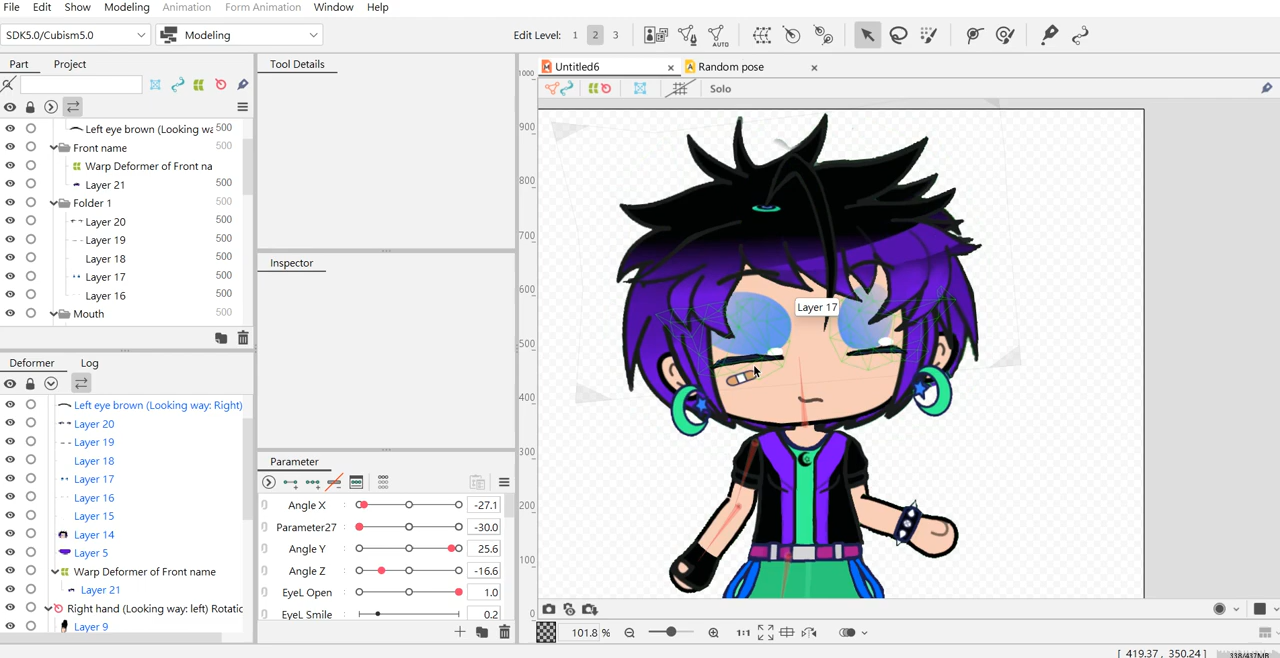 File Edit Show Modeling Animation Form Animation Window Help
SDK5.0/Cubism5.0 Modeling Edit Level: 1 2 3 AUTO
Part Project
Tool Details
Untitled6 × Random pose ×
Solo
Left eye brown (Looking wa 500
Front name 500
Warp Deformer of Front na
Layer 21 500
Folder 1 500
Layer 20 500
Layer 19 500
Layer 18 500
Layer 17 500
Layer 16 500
Mouth 500
Deformer Log
Left eye brown (Looking way: Right)
Layer 20
Layer 19
Layer 18
Layer 17
Layer 16
Layer 15
Layer 14
Layer 5
Warp Deformer of Front name
Layer 21
Right hand (Looking way: left) Rotatic
Layer 9
Inspector
Parameter
Angle X -27.1
Parameter27 -30.0
Angle Y 25.6
Angle Z -16.6
EyeL Open 1.0
EyeL Smile 0.2
1000
900
800
700
600
500
400
300
200
100
0
Layer 17
101.8 % 1:1
[ 419.37, 350.24 ] 338/437MB